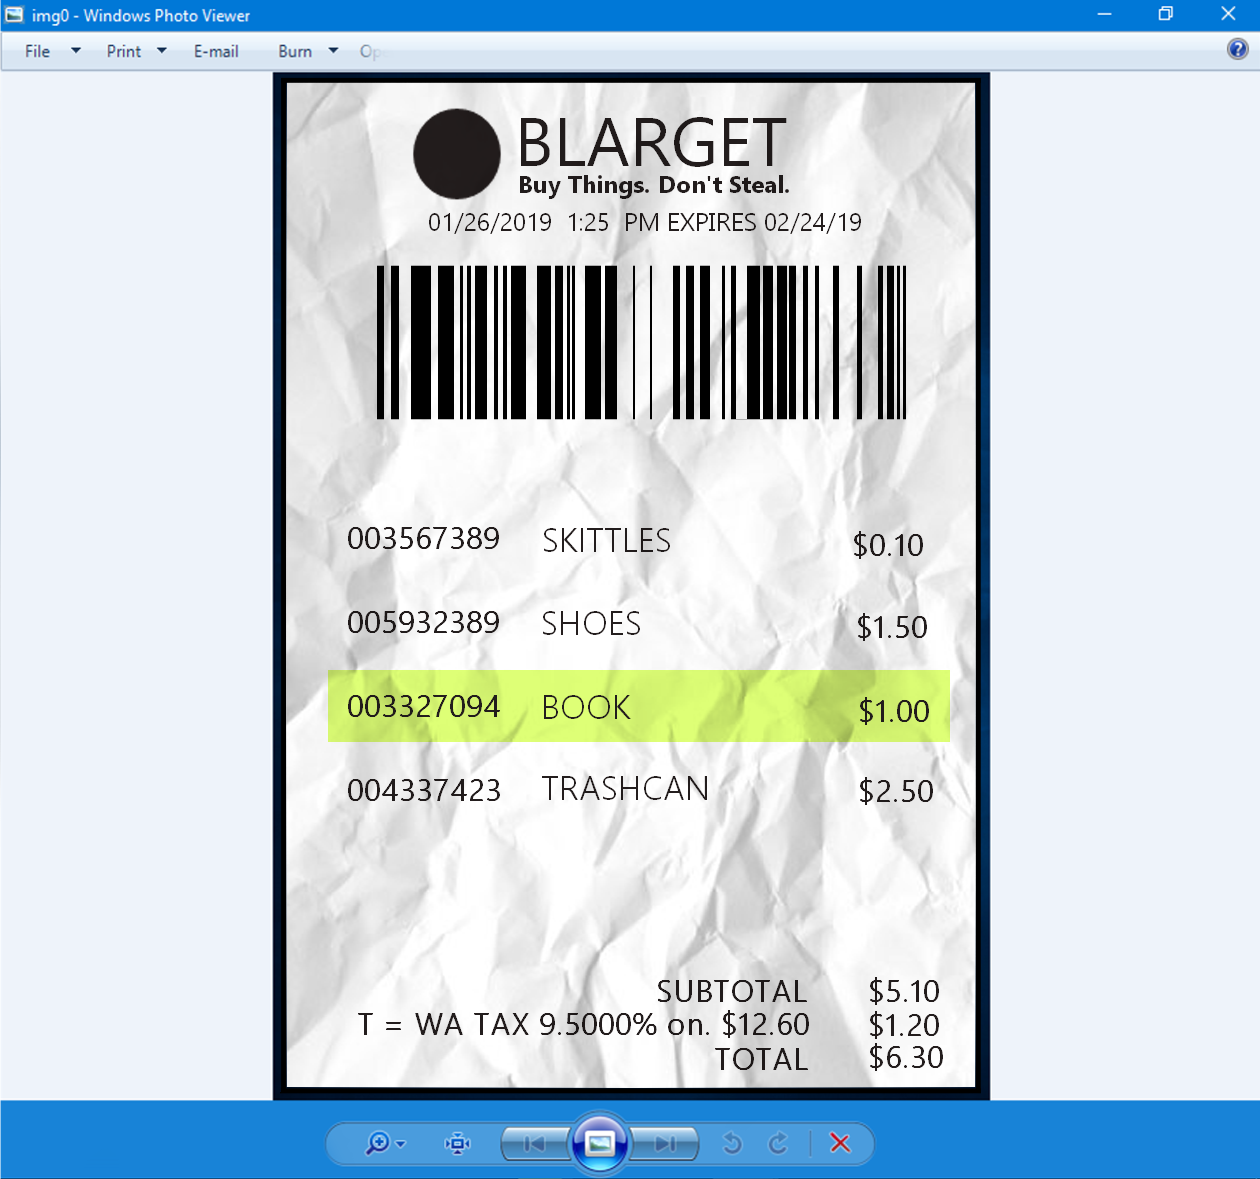 img0 - Windows Photo Viewer
File Print E-mail Burn
BLARGET
Buy Things. Don't Steal.
01/26/2019 1:25 PM EXPIRES 02/24/19
003567389 SKITTLES $0.10
005932389 SHOES $1.50
003327094 BOOK $1.00
004337423 TRASHCAN $2.50
SUBTOTAL $5.10
T = WA TAX 9.5000% on. $12.60 $1.20
TOTAL $6.30